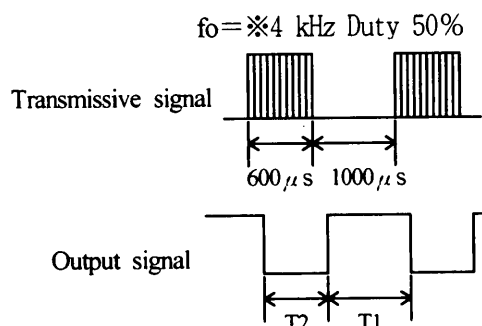 fo=※4 kHz Duty 50%
Transmissive signal
600μs 1000μs
Output signal
T2 T1